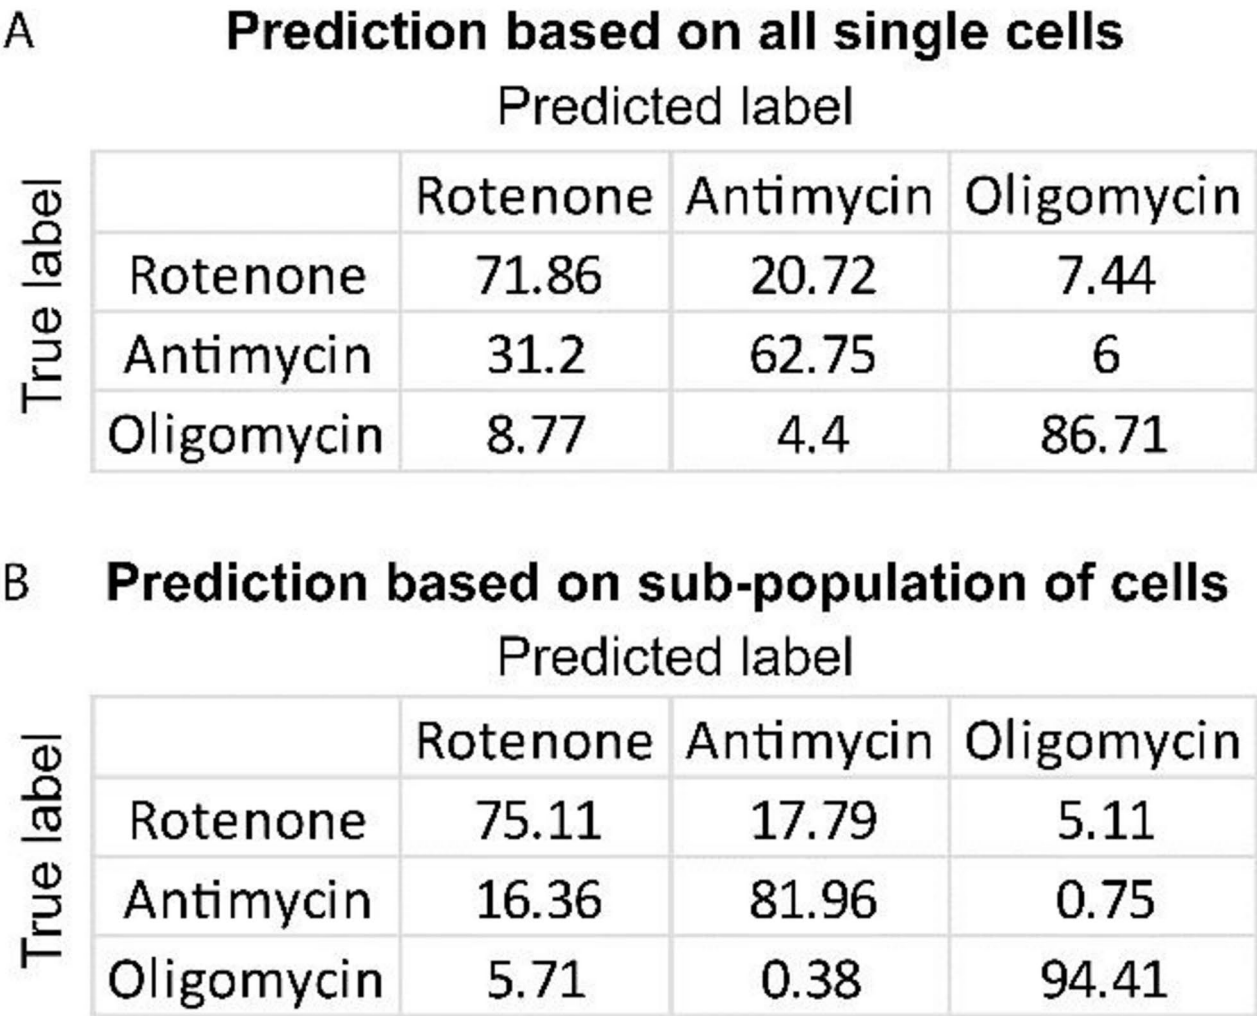 A Prediction based on all single cells
Predicted label
True label
Rotenone Antimycin Oligomycin
Rotenone 71.86 20.72 7.44
Antimycin 31.2 62.75 6
Oligomycin 8.77 4.4 86.71
B Prediction based on sub-population of cells
Predicted label
True label
Rotenone Antimycin Oligomycin
Rotenone 75.11 17.79 5.11
Antimycin 16.36 81.96 0.75
Oligomycin 5.71 0.38 94.41